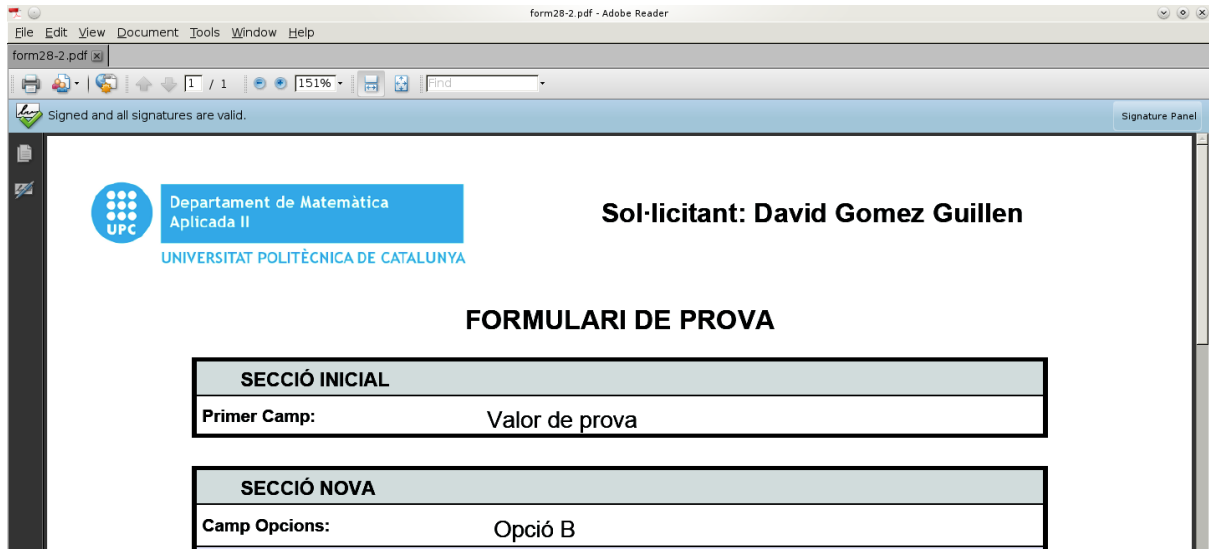 form28-2.pdf - Adobe Reader
File Edit View Document Tools Window Help
form28-2.pdf
1 / 1 151% Find
Signed and all signatures are valid. Signature Panel
Departament de Matemàtica
Aplicada II
UPC
UNIVERSITAT POLITÈCNICA DE CATALUNYA
Sol·licitant: David Gomez Guillen
FORMULARI DE PROVA
SECCIÓ INICIAL
Primer Camp: Valor de prova
SECCIÓ NOVA
Camp Opcions: Opció B